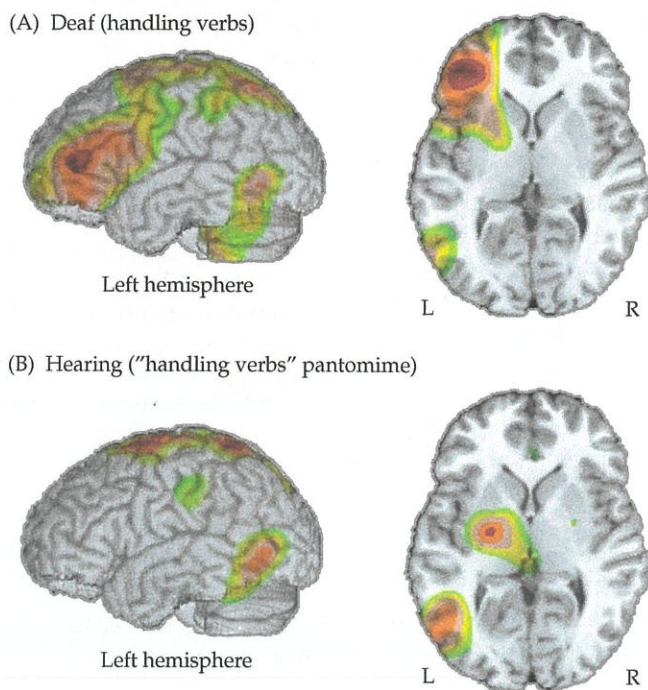 (A) Deaf (handling verbs)
Left hemisphere
L R
(B) Hearing (”handling verbs” pantomime)
Left hemisphere
L R